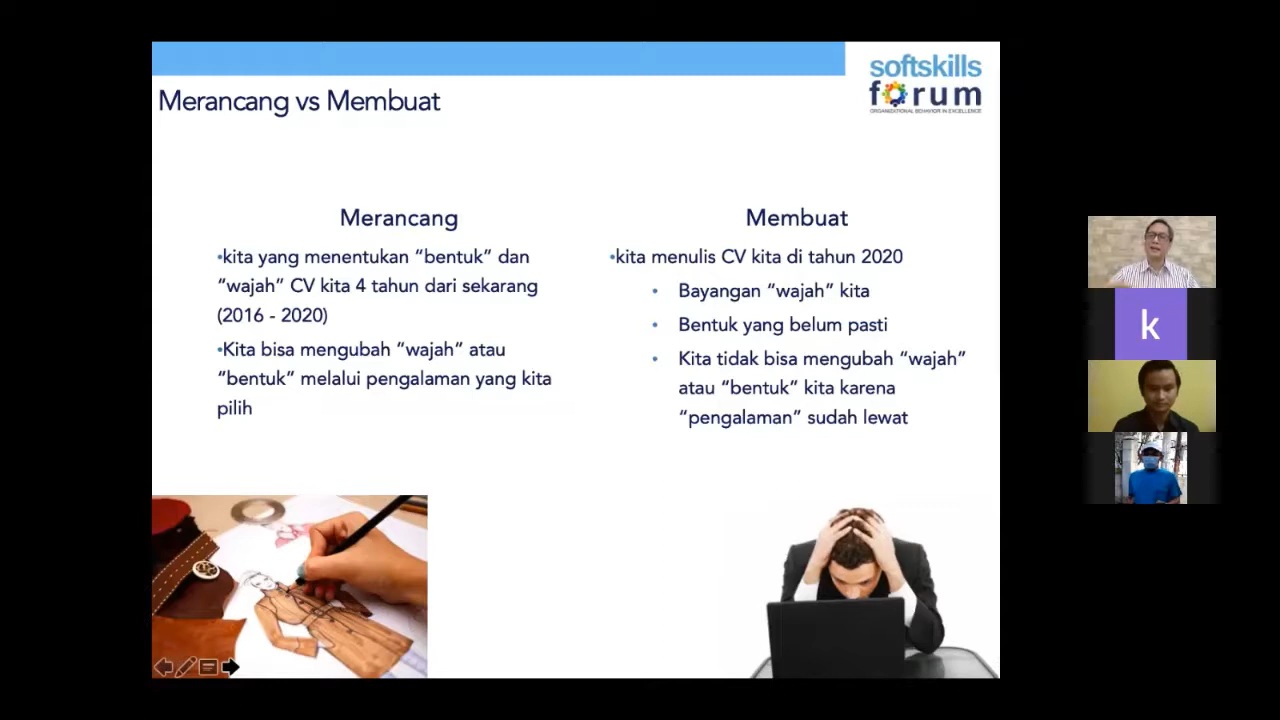 softskills
forum
ORGANIZATIONAL BEHAVIOR IN EXCELLENCE
Merancang vs Membuat
Merancang
•kita yang menentukan “bentuk” dan
“wajah” CV kita 4 tahun dari sekarang
(2016 - 2020)
•Kita bisa mengubah “wajah” atau
“bentuk” melalui pengalaman yang kita
pilih
Membuat
•kita menulis CV kita di tahun 2020
• Bayangan “wajah” kita
• Bentuk yang belum pasti
• Kita tidak bisa mengubah “wajah”
atau “bentuk” kita karena
“pengalaman” sudah lewat
k